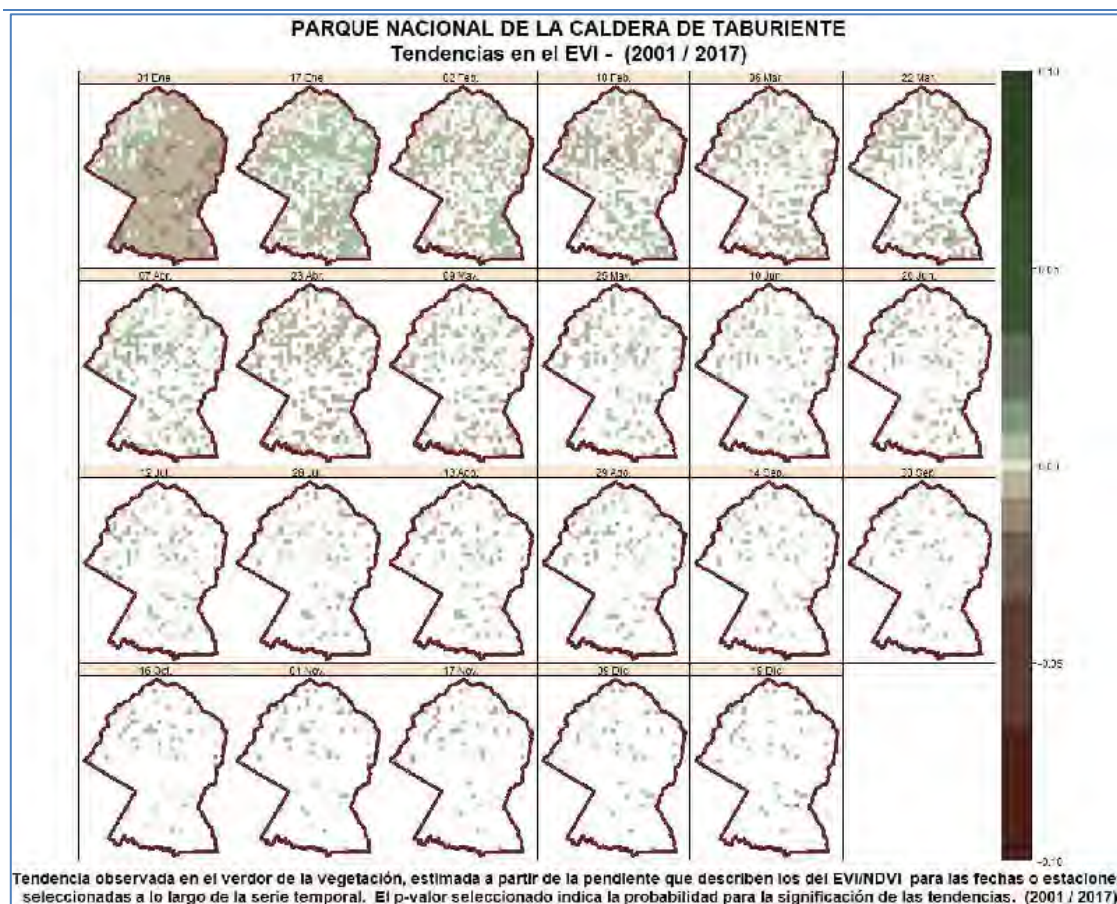 PARQUE NACIONAL DE LA CALDERA DE TABURIENTE
Tendencias en el EVI - (2001 / 2017)
01 Ene 17 Ene 02 Feb. 18 Feb. 06 Mar. 22 Mar.
0.10
07 Abr. 23 Abr. 09 May. 25 May. 10 Jun. 26 Jun.
0.05
12 Jul. 28 Jul. 13 Ago. 29 Ago. 14 Sep. 30 Sep.
0.00
16 Oct. 01 Nov. 17 Nov. Dic 19 Dic
-0.05
-0.10
Tendencia observada en el verdor de la vegetación, estimada a partir de la pendiente que describen los del EVI/NDVI para las fechas o estacione
seleccionadas a lo largo de la serie temporal. El p-valor seleccionado indica la probabilidad para la significación de las tendencias. (2001 / 2017)